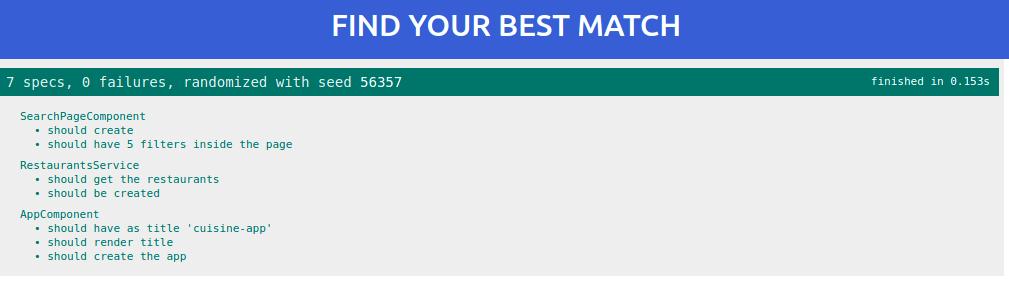 FIND YOUR BEST MATCH
7 specs, 0 failures, randomized with seed 56357
finished in 0.153s
SearchPageComponent
• should create
• should have 5 filters inside the page
RestaurantsService
• should get the restaurants
• should be created
AppComponent
• should have as title 'cuisine-app'
• should render title
• should create the app